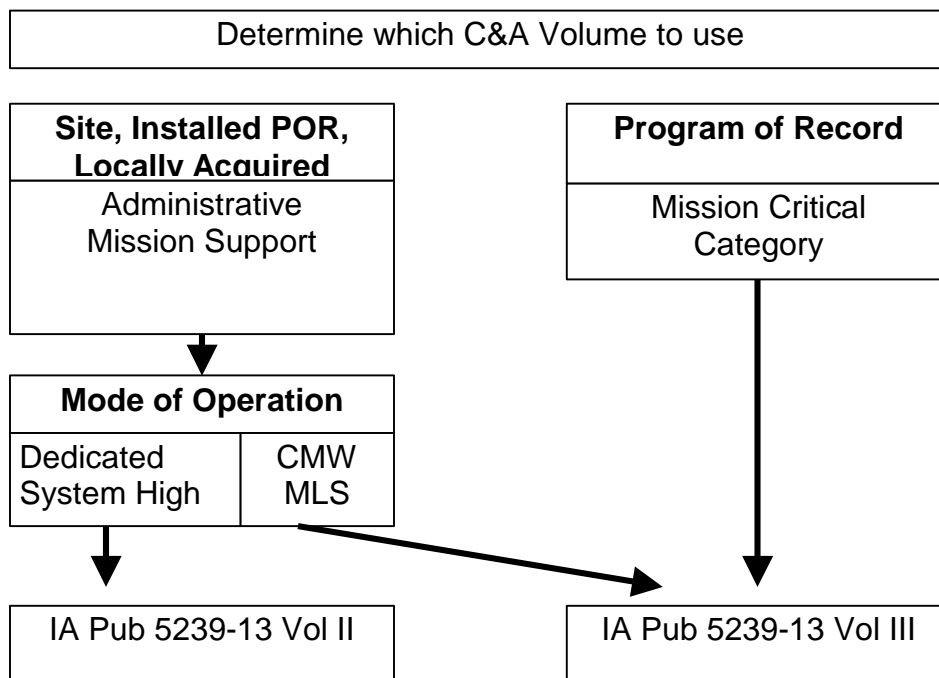 Determine which C&A Volume to use
Site, Installed POR,
Locally Acquired
Administrative
Mission Support
Program of Record
Mission Critical
Category
Mode of Operation
Dedicated
System High
CMW
MLS
IA Pub 5239-13 Vol II
IA Pub 5239-13 Vol III